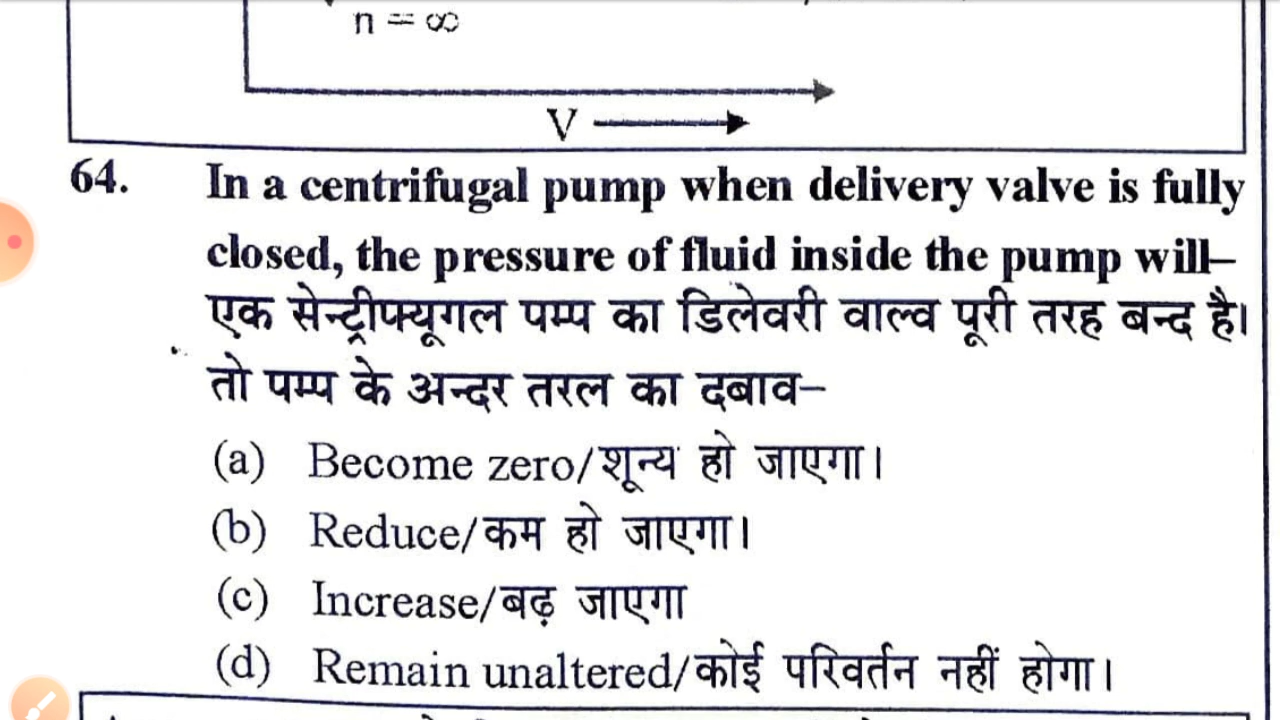 n = ∞
V
64. In a centrifugal pump when delivery valve is fully
closed, the pressure of fluid inside the pump will–
एक सेन्ट्रीफ्यूगल पम्प का डिलेवरी वाल्व पूरी तरह बन्द है।
तो पम्प के अन्दर तरल का दबाव–
(a) Become zero/शून्य हो जाएगा।
(b) Reduce/कम हो जाएगा।
(c) Increase/बढ़ जाएगा
(d) Remain unaltered/कोई परिवर्तन नहीं होगा।